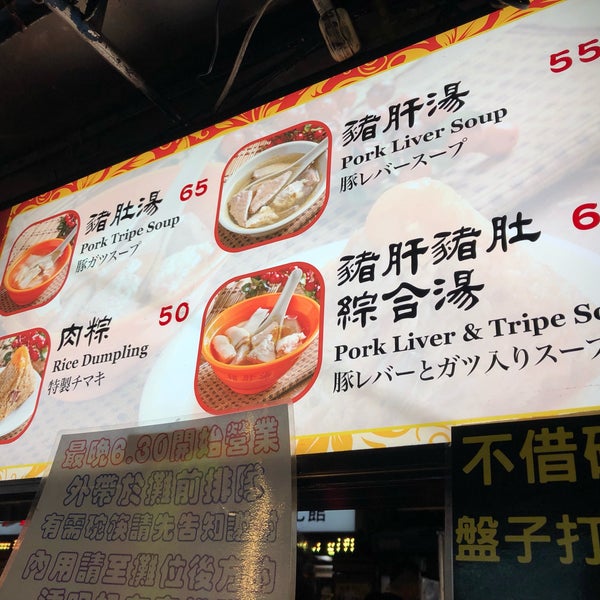 豬肚湯 65
Pork Tripe Soup
豚ガツスープ
肉粽 50
Rice Dumpling
特製チマキ
豬肝湯 55
Pork Liver Soup
豚レバースープ
豬肝豬肚
綜合湯
Pork Liver & Tripe So
豚レバーとガツ入りスープ
最晚6.30開始營業
外帶於攤前排隊
有需碗淡請先告知謝謝
內用請至攤位後方的
不借
盤子打